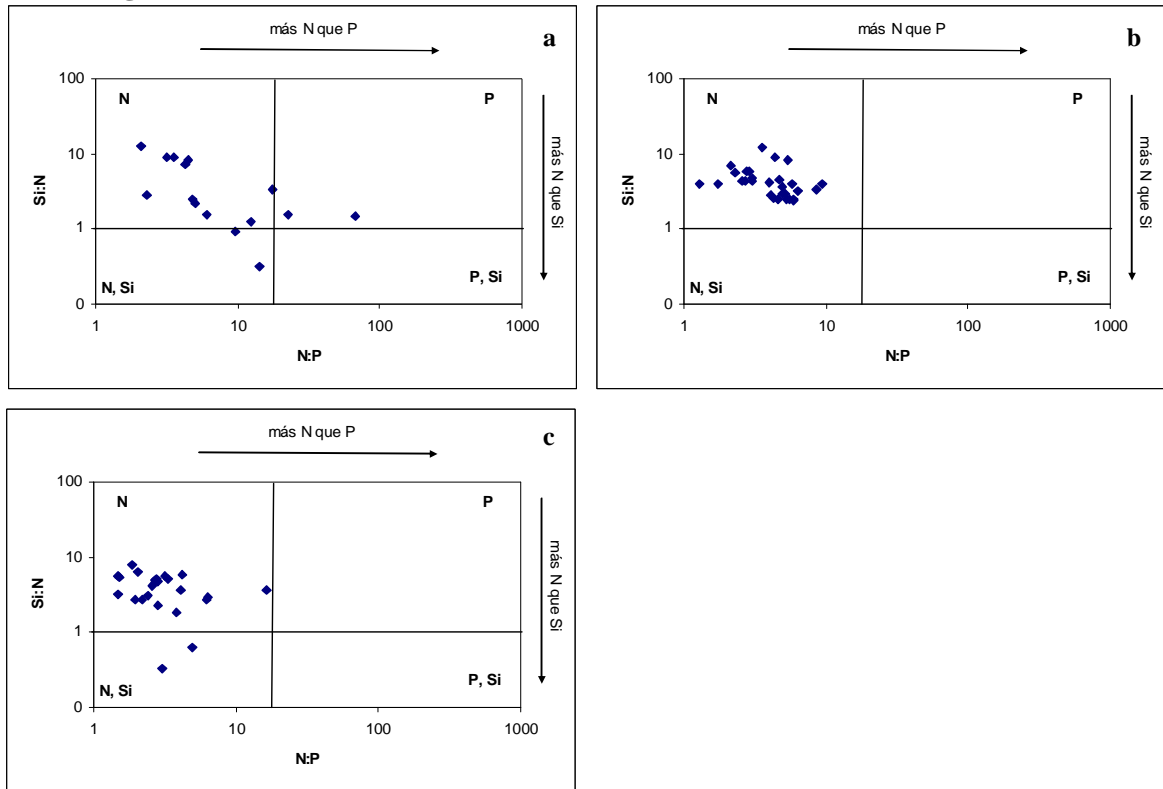 más N que P
a
100
10
1
0
Si:N
N
P
N, Si
P, Si
1
10
100
1000
N:P
más N que Si
más N que P
b
100
10
1
0
Si:N
N
P
N, Si
P, Si
1
10
100
1000
N:P
más N que Si
más N que P
c
100
10
1
0
Si:N
N
P
N, Si
P, Si
1
10
100
1000
N:P
más N que Si